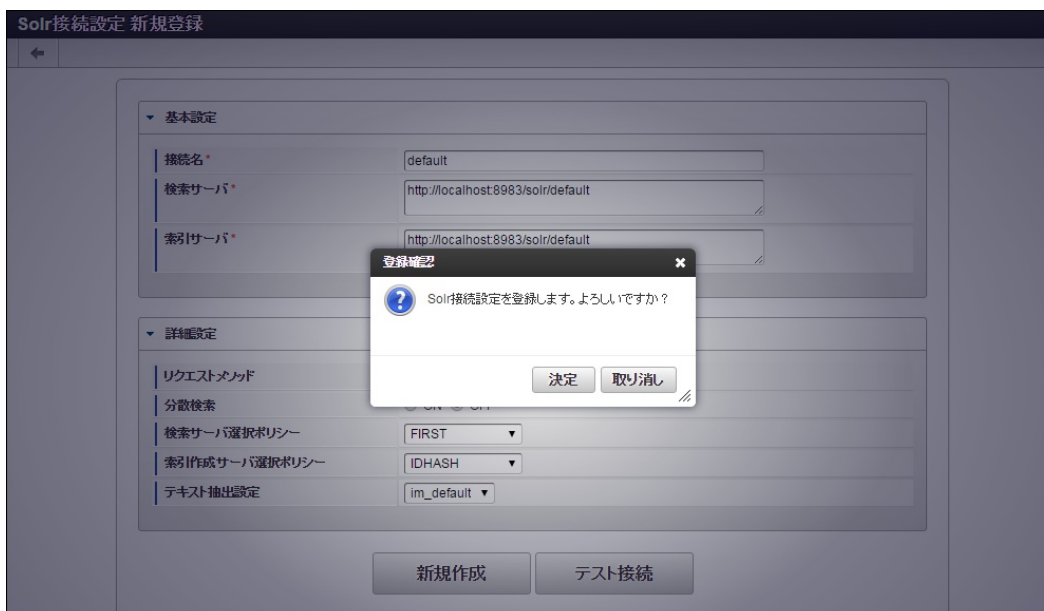 Solr接続設定 新規登録
基本設定
接続名*
default
検索サーバ*
http://localhost:8983/solr/default
索引サーバ*
http://localhost:8983/solr/default
登録確認
Solr接続設定を登録します。よろしいですか?
決定
取り消し
詳細設定
リクエストメソッド
分散検索
ON OFF
検索サーバ選択ポリシー
FIRST
索引作成サーバ選択ポリシー
IDHASH
テキスト抽出設定
im_default
新規作成
テスト接続